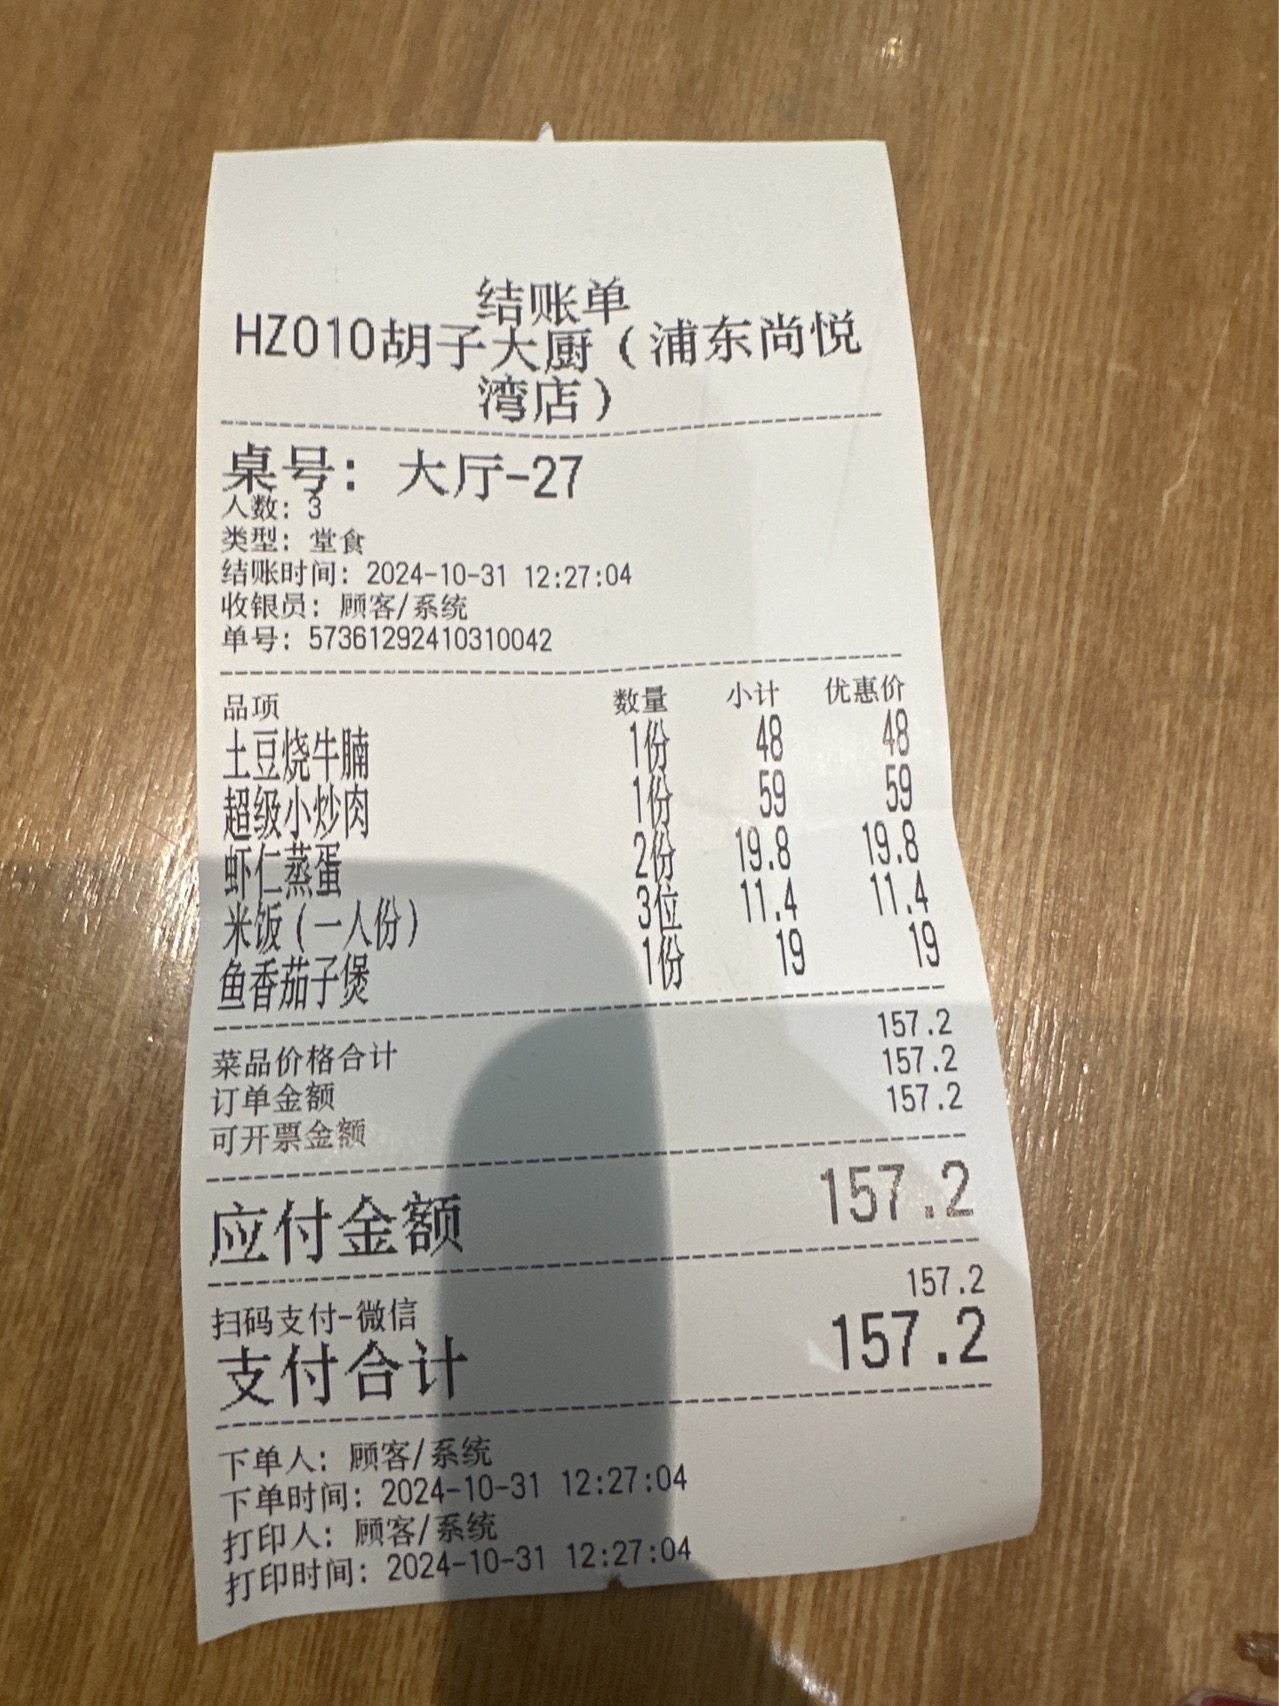 结账单
HZ010胡子大厨（浦东尚悦
湾店）
桌号：大厅-27
人数：3
类型：堂食
结账时间：2024-10-31 12:27:04
收银员：顾客/系统
单号：57361292410310042
品项 数量 小计 优惠价
土豆烧牛腩 1份 48 48
超级小炒肉 1份 59 59
虾仁蒸蛋 2份 19.8 19.8
米饭（一人份） 3位 11.4 11.4
鱼香茄子煲 1份 19 19
菜品价格合计 157.2
订单金额 157.2
可开票金额 157.2
应付金额 157.2
扫码支付-微信 157.2
支付合计 157.2
下单人：顾客/系统
下单时间：2024-10-31 12:27:04
打印人：顾客/系统
打印时间：2024-10-31 12:27:04